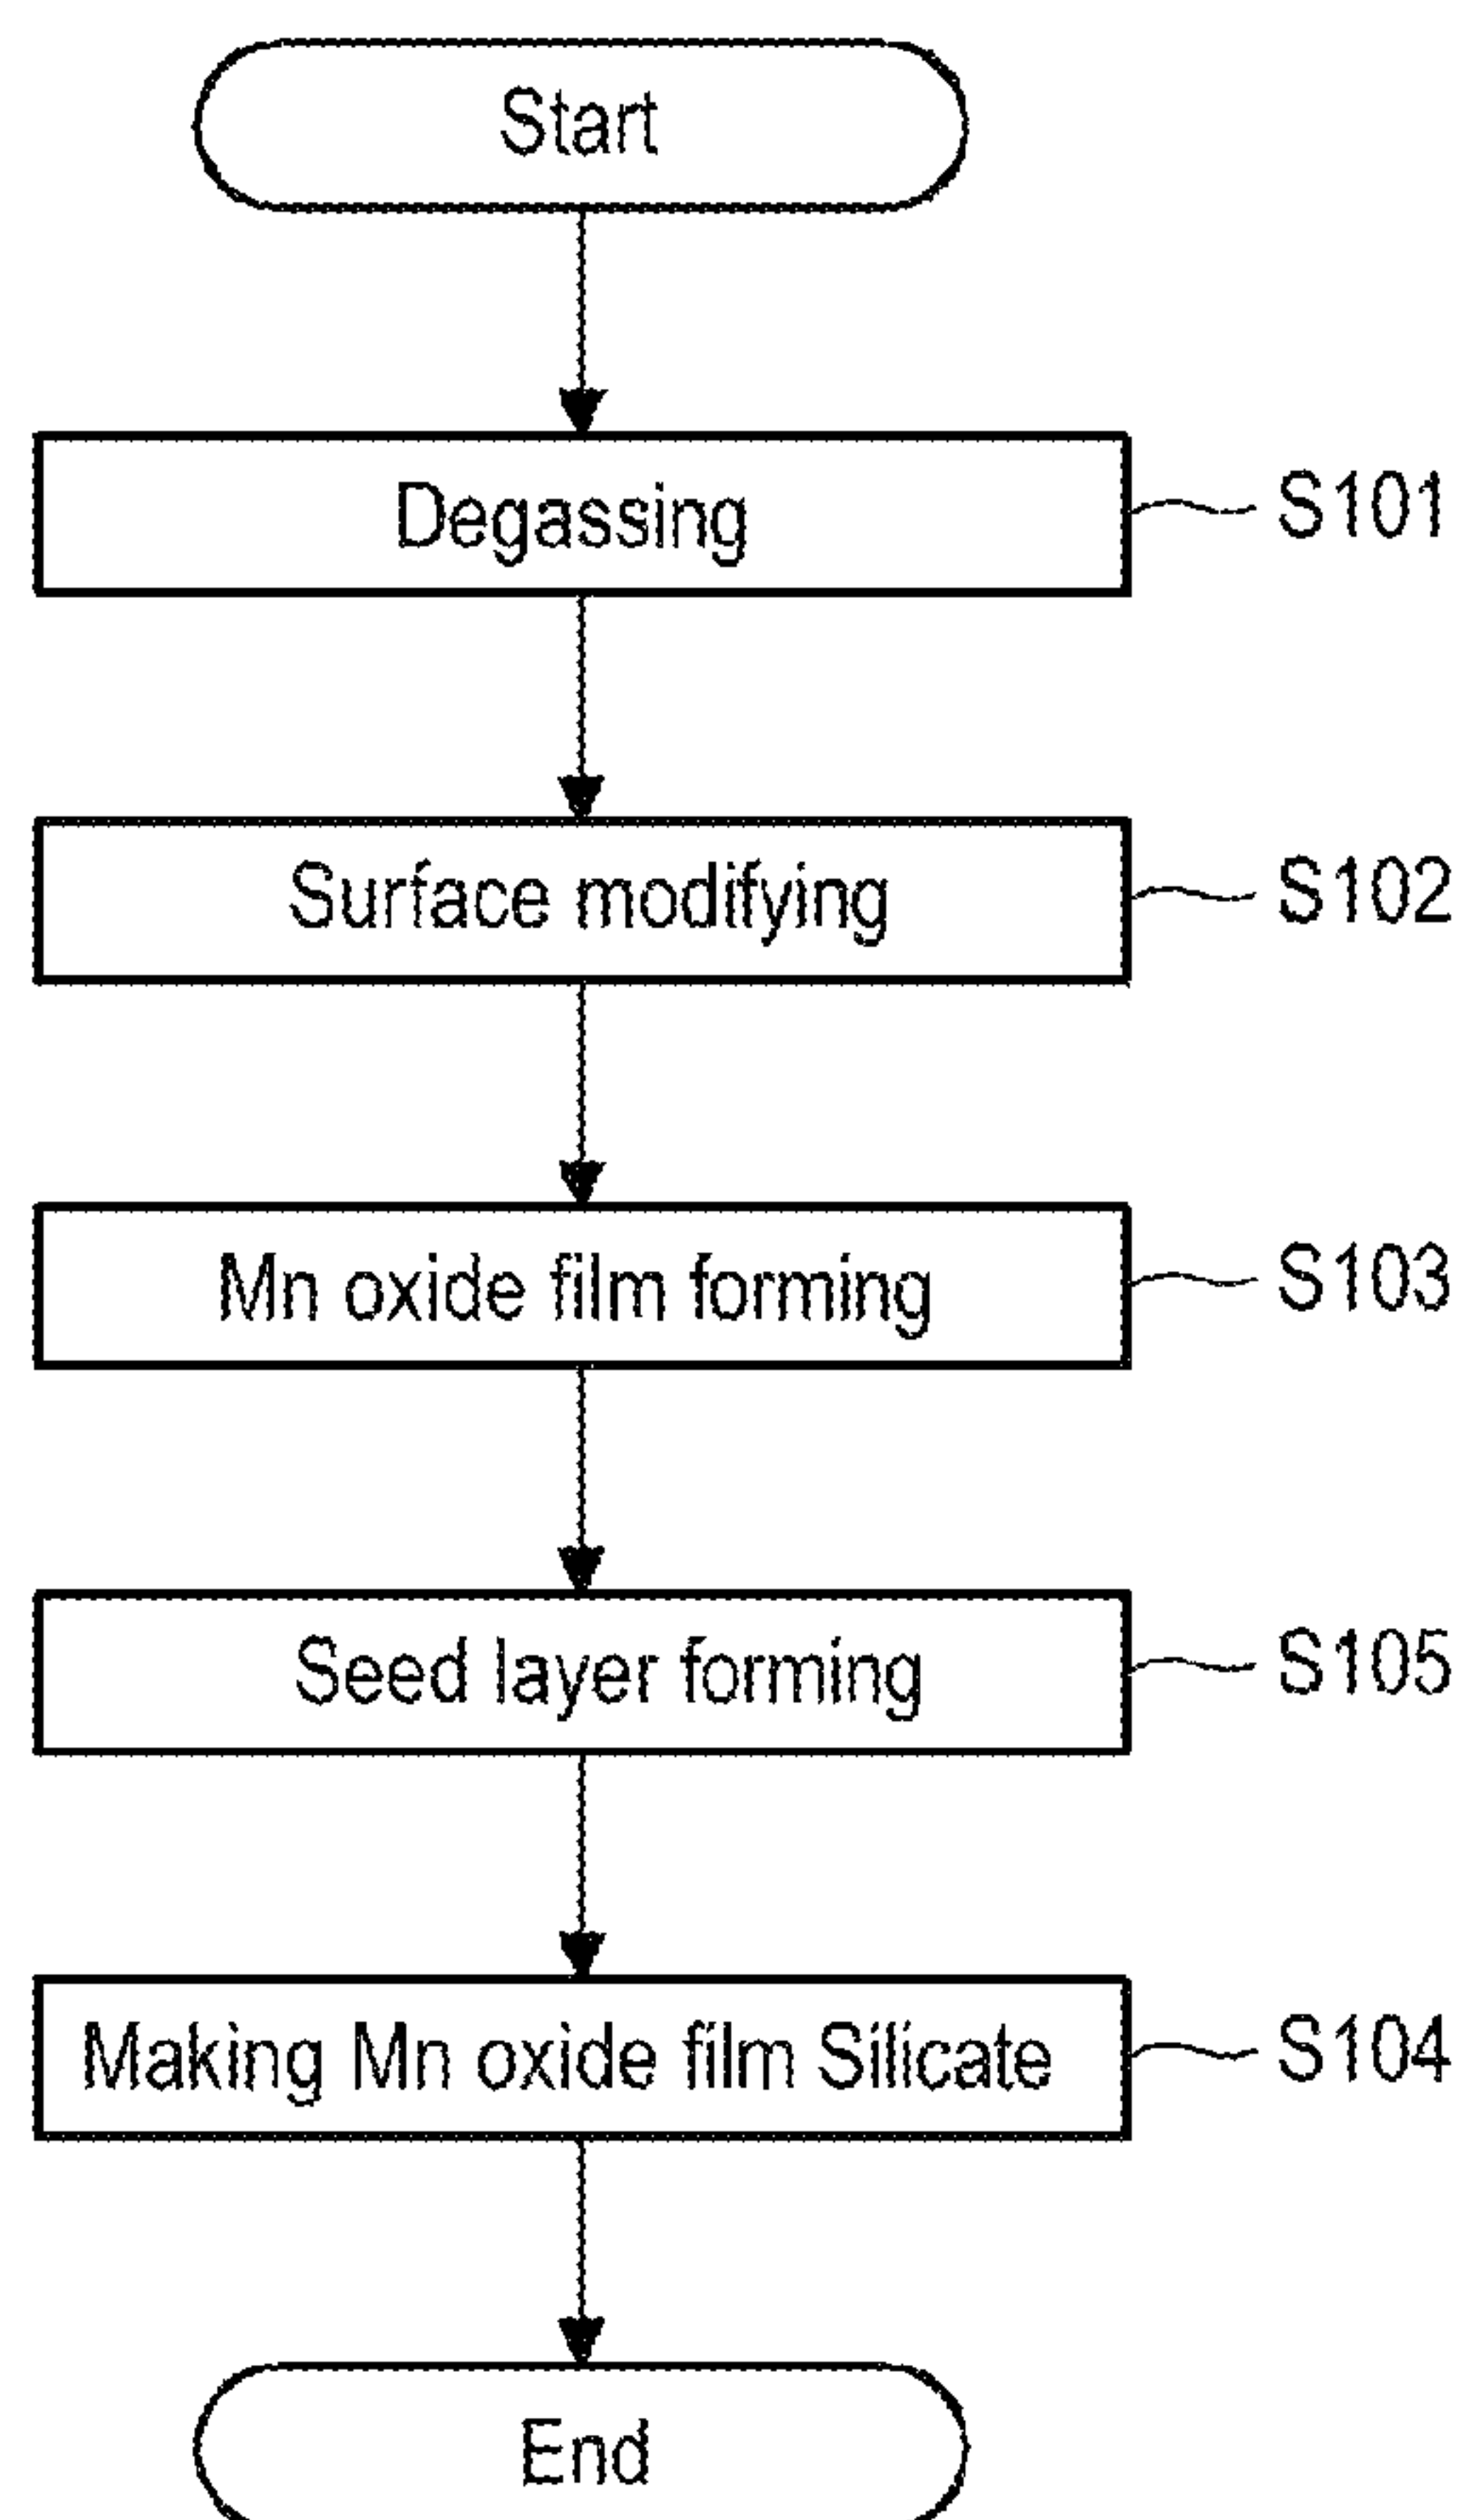 Start
Degassing S101
Surface modifying S102
Mn oxide film forming S103
Seed layer forming S105
Making Mn oxide film Silicate S104
End